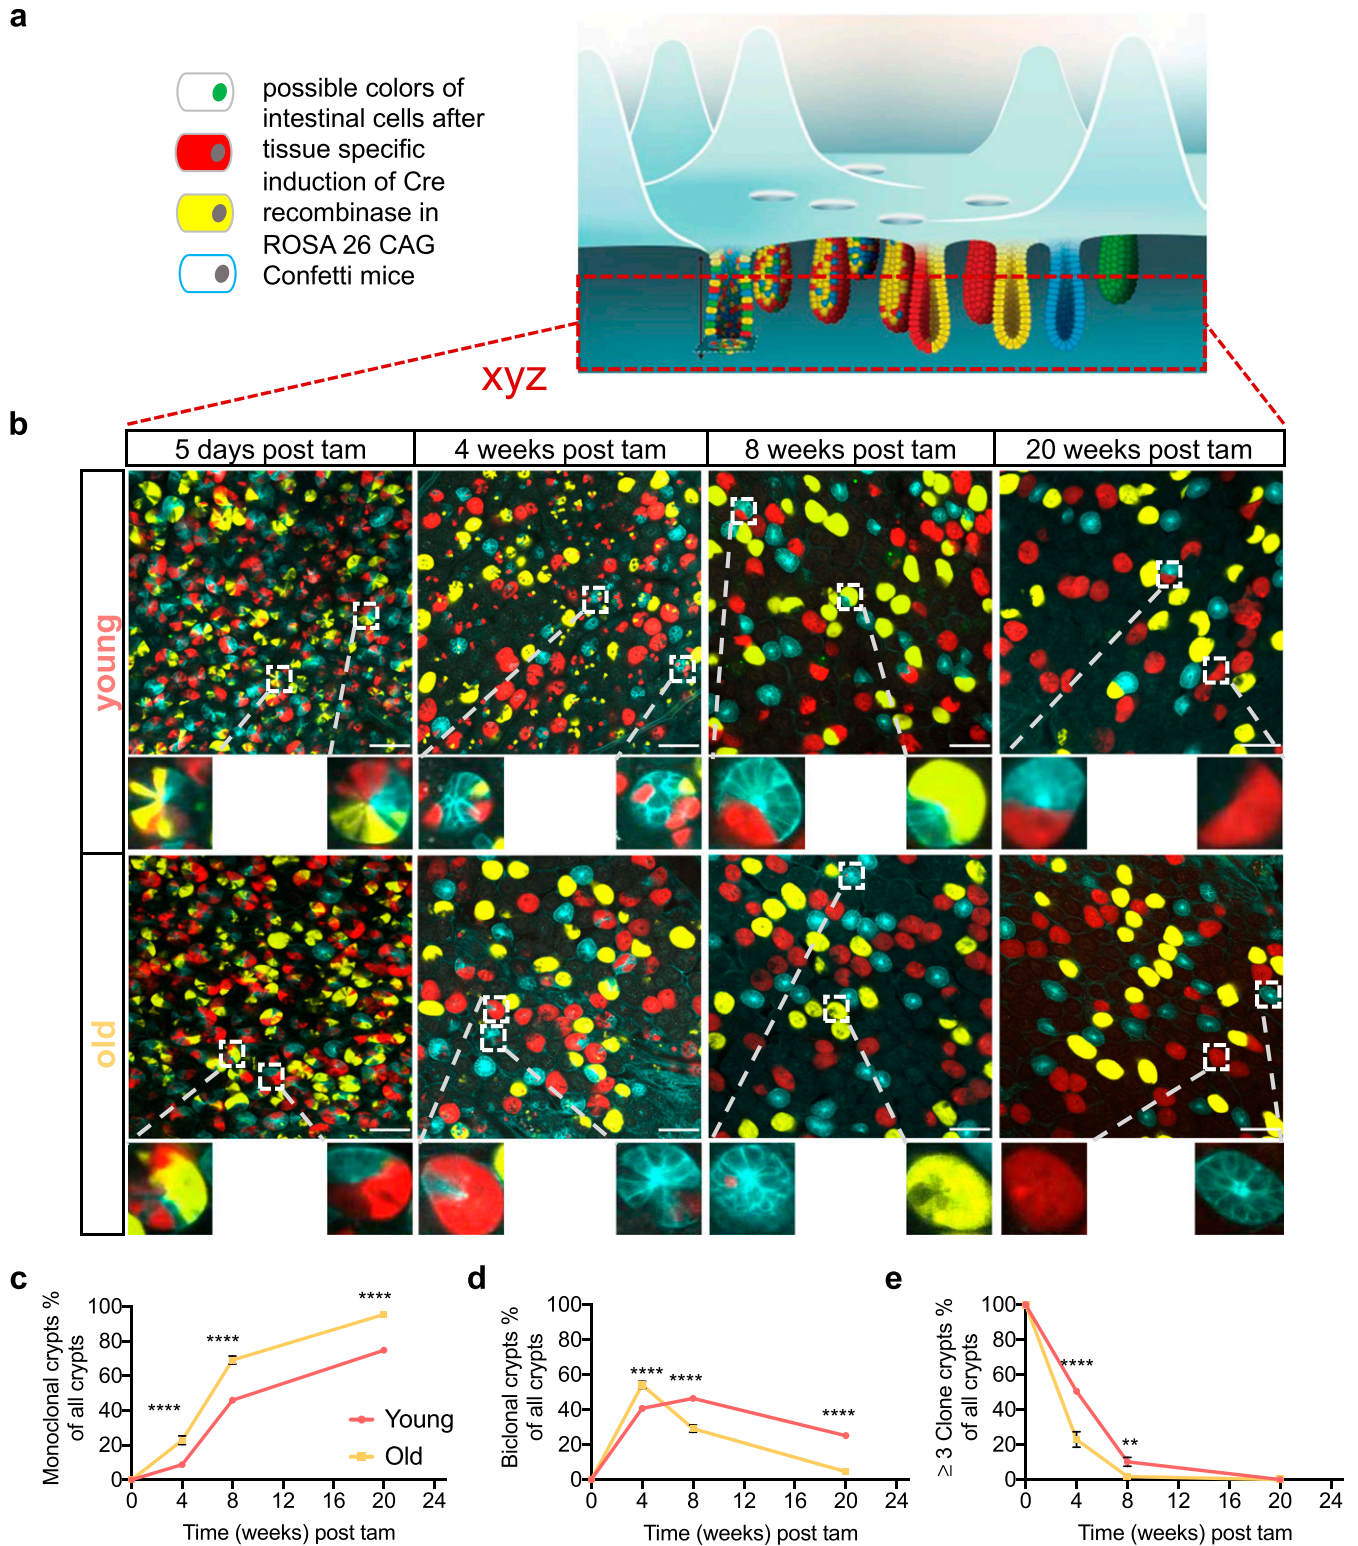 a
possible colors of
intestinal cells after
tissue specific
induction of Cre
recombinase in
ROSA 26 CAG
Confetti mice
xyz
b
5 days post tam
4 weeks post tam
8 weeks post tam
20 weeks post tam
young
old
c
Monoclonal crypts %
of all crypts
100
80
60
40
20
0
****
****
****
Young
Old
0 4 8 12 16 20 24
Time (weeks) post tam
d
Biclonal crypts %
of all crypts
100
80
60
40
20
0
****
****
****
0 4 8 12 16 20 24
Time (weeks) post tam
e
≥ 3 Clone crypts %
of all crypts
100
80
60
40
20
0
****
**
0 4 8 12 16 20 24
Time (weeks) post tam